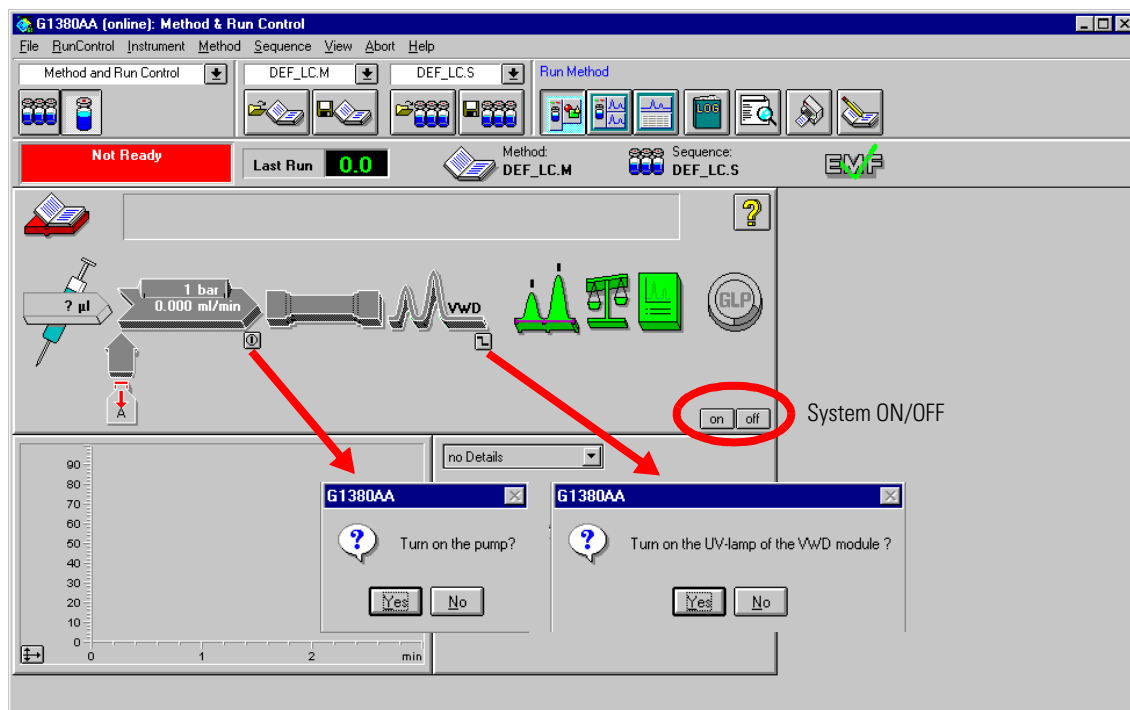 G1380AA (online): Method & Run Control
File RunControl Instrument Method Sequence View Abort Help
Method and Run Control DEF_LC.M DEF_LC.S Run Method
LOG
Not Ready
Last Run 0.0
Method:
DEF_LC.M
Sequence:
DEF_LC.S
EMF
?
? µl
1 bar
0.000 ml/min
VWD
GLP
A
on off
System ON/OFF
90
80
70
60
50
40
30
20
10
0
0 1 2 min
no Details
G1380AA
Turn on the pump?
Yes No
G1380AA
Turn on the UV-lamp of the VWD module ?
Yes No